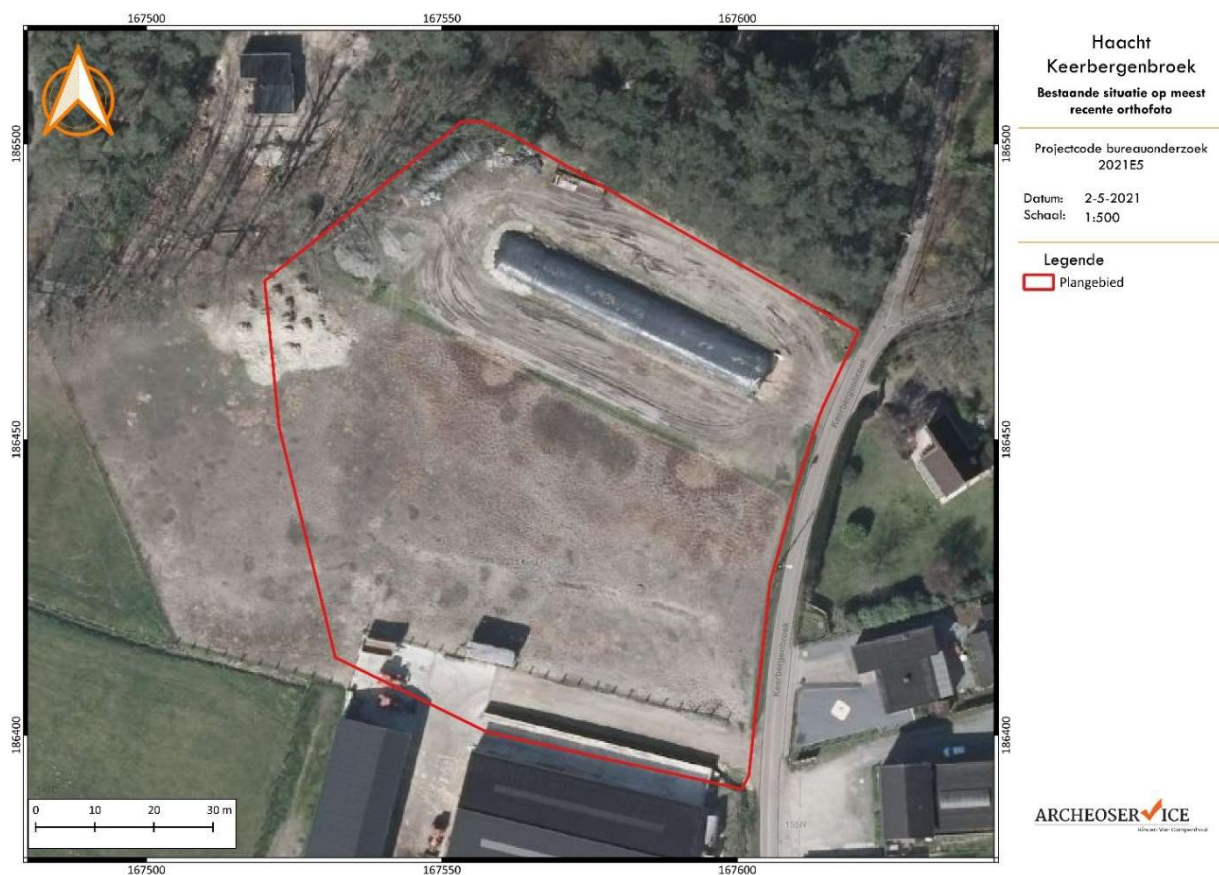 167500
167550
167600
186500
186450
186400
186500
186450
186400
Keerbergenbroek
Keerbergenbroek
155N
0 10 20 30 m
167500
167550
167600
Haacht
Keerbergenbroek
Bestaande situatie op meest
recente orthofoto
Projectcode bureauonderzoek
2021E5
Datum: 2-5-2021
Schaal: 1:500
Legende
Plangebied
ARCHEOSERVICE